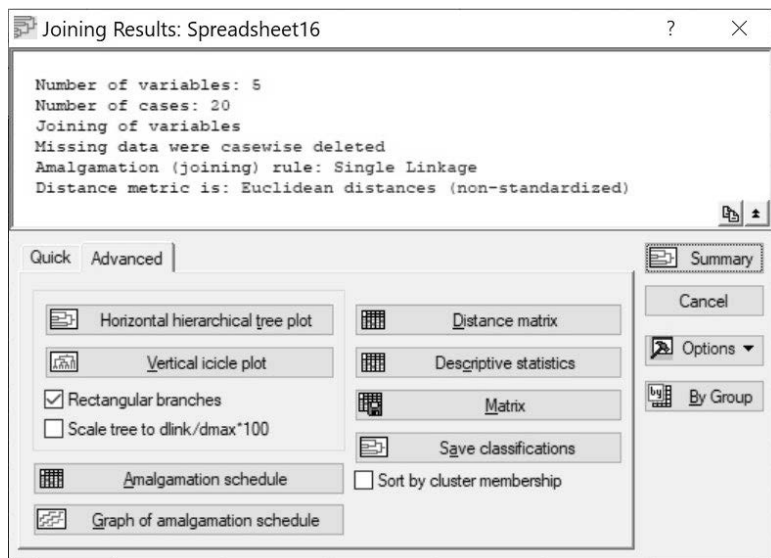 Joining Results: Spreadsheet16
?
Number of variables: 5
Number of cases: 20
Joining of variables
Missing data were casewise deleted
Amalgamation (joining) rule: Single Linkage
Distance metric is: Euclidean distances (non-standardized)
Quick
Advanced
Horizontal hierarchical tree plot
Vertical icicle plot
Rectangular branches
Scale tree to dlink/dmax*100
Amalgamation schedule
Graph of amalgamation schedule
Distance matrix
Descriptive statistics
Matrix
Save classifications
Sort by cluster membership
Summary
Cancel
Options
by
By Group